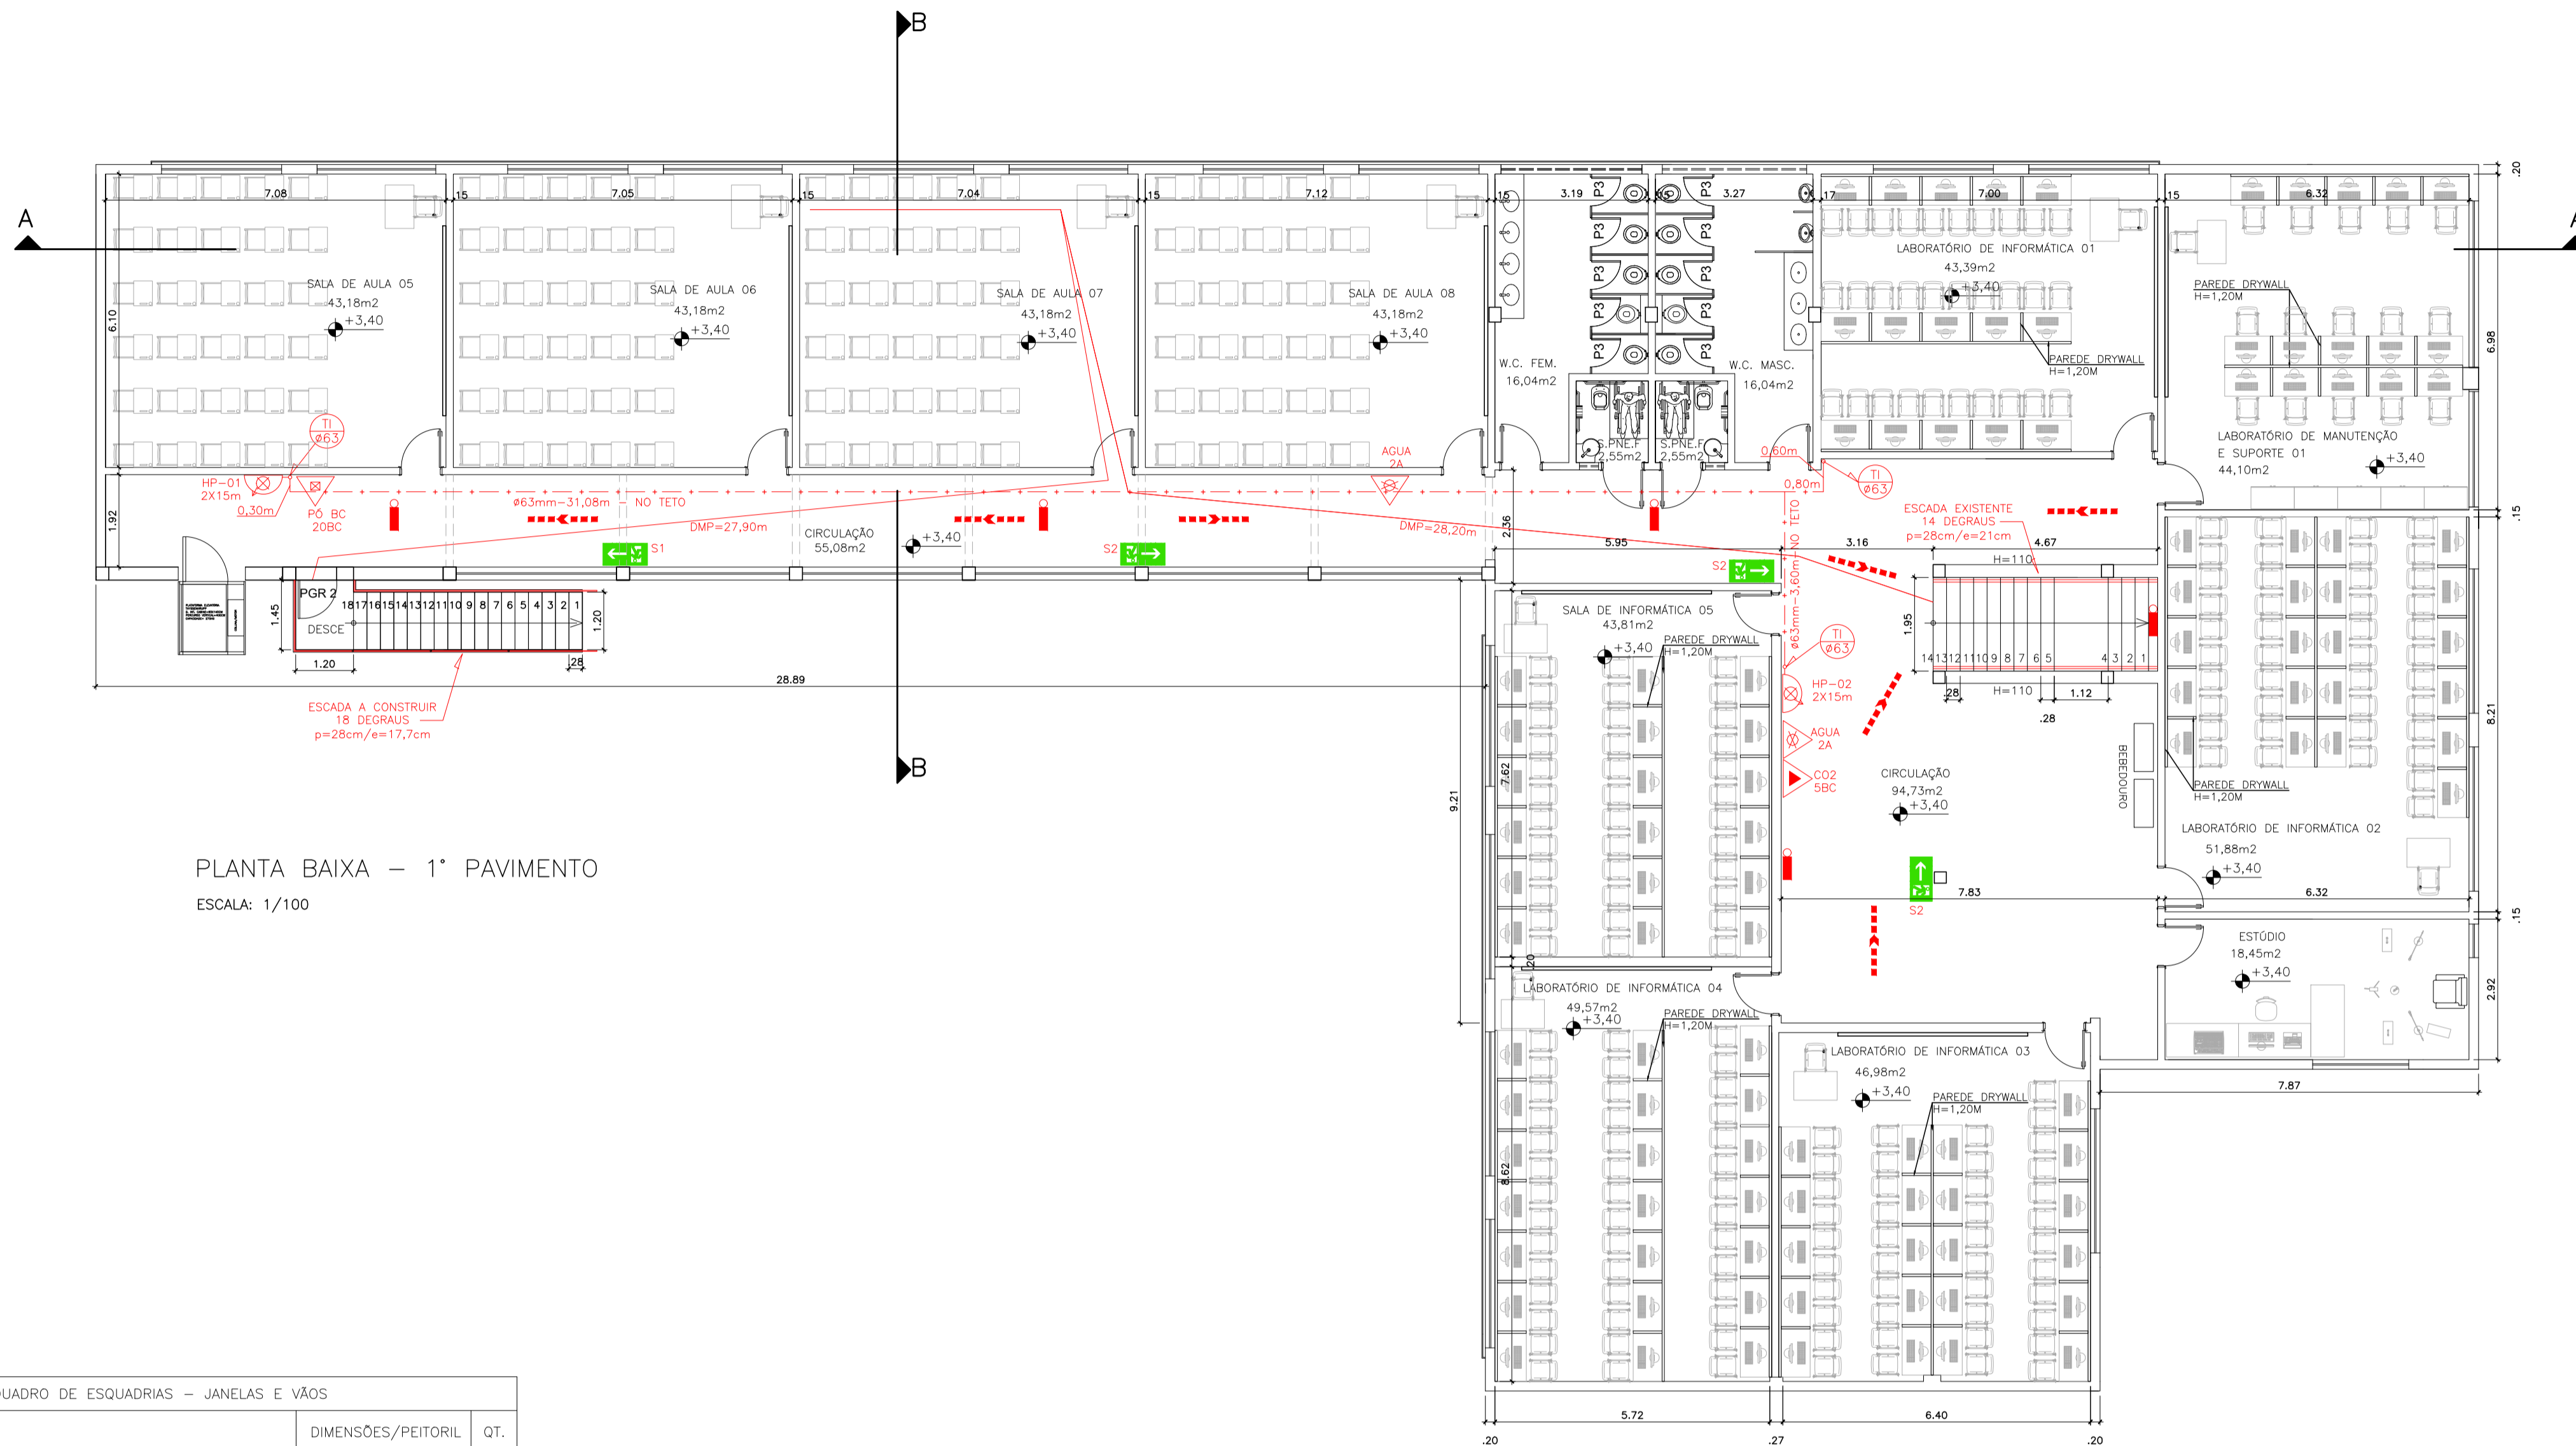 B
A
A
7.08
.15
7.05
.15
7.04
.15
7.12
.15
3.19
.15
3.27
.17
7.00
.15
6.32
.20
P3
P3
P3
P3
P3
P3
P3
P3
SALA DE AULA 05
43,18m2
+3,40
SALA DE AULA 06
43,18m2
+3,40
SALA DE AULA 07
43,18m2
+3,40
SALA DE AULA 08
43,18m2
+3,40
W.C. FEM.
16,04m2
W.C. MASC.
16,04m2
S.PNE.F
2,55m2
S.PNE.F
2,55m2
LABORATÓRIO DE INFORMÁTICA 01
43,39m2
+3,40
PAREDE DRYWALL
H=1,20M
PAREDE DRYWALL
H=1,20M
LABORATÓRIO DE MANUTENÇÃO
E SUPORTE 01
44,10m2
+3,40
6.10
6.98
1.92
TI
ø63
HP-01
2X15m
0,30m
PÓ BC
20BC
ø63mm-31,08m - NO TETO
DMP=27,90m
CIRCULAÇÃO
55,08m2
+3,40
AGUA
2A
DMP=28,20m
0,60m
0,80m
TI
ø63
S1
S2
S2
2.36
5.95
3.16
4.67
.15
ESCADA EXISTENTE
14 DEGRAUS
p=28cm/e=21cm
H=110
1.95
14 13 12 11 10 9 8 7 6 5 4 3 2 1
H=110
.28
.28
1.12
PGR 2
1.45
DESCE
18 17 16 15 14 13 12 11 10 9 8 7 6 5 4 3 2 1
1.20
1.20
.28
28.89
ESCADA A CONSTRUIR
18 DEGRAUS
p=28cm/e=17,7cm
B
SALA DE INFORMÁTICA 05
43,81m2
+3,40
PAREDE DRYWALL
H=1,20M
ø63mm-3,60m-NO TETO
TI
ø63
HP-02
2X15m
AGUA
2A
CO2
5BC
9.21
7.62
CIRCULAÇÃO
94,73m2
+3,40
BEBEDOURO
8.21
PAREDE DRYWALL
H=1,20M
LABORATÓRIO DE INFORMÁTICA 02
51,88m2
+3,40
7.83
6.32
S2
.15
PLANTA BAIXA – 1° PAVIMENTO
ESCALA: 1/100
ESTÚDIO
18,45m2
+3,40
2.92
7.87
.20
LABORATÓRIO DE INFORMÁTICA 04
49,57m2
+3,40
PAREDE DRYWALL
H=1,20M
LABORATÓRIO DE INFORMÁTICA 03
46,98m2
+3,40
PAREDE DRYWALL
H=1,20M
8.62
5.72
6.40
.20
.27
.20
QUADRO DE ESQUADRIAS – JANELAS E VÃOS
DIMENSÕES/PEITORIL
QT.